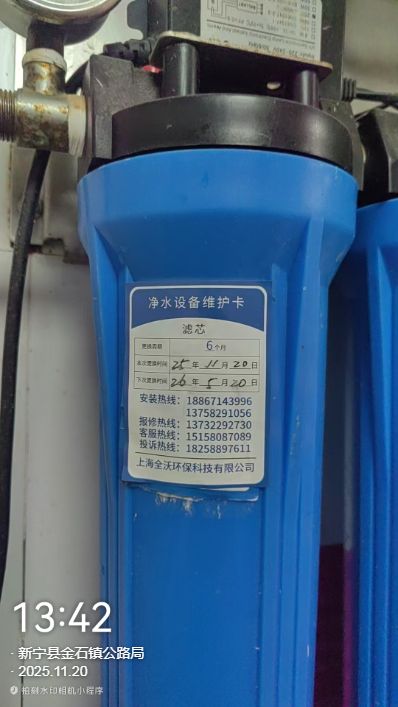 净水设备维护卡
滤芯
更换周期 6个月
本次更换时间 25年11月20日
下次更换时间 26年5月20日
安装热线：18867143996
13758291056
报修热线：13732292730
客服热线：15158087089
投诉热线：18258897611
上海全沃环保科技有限公司
13:42
· 新宁县金石镇公路局
· 2025.11.20
拍刻水印相机小程序